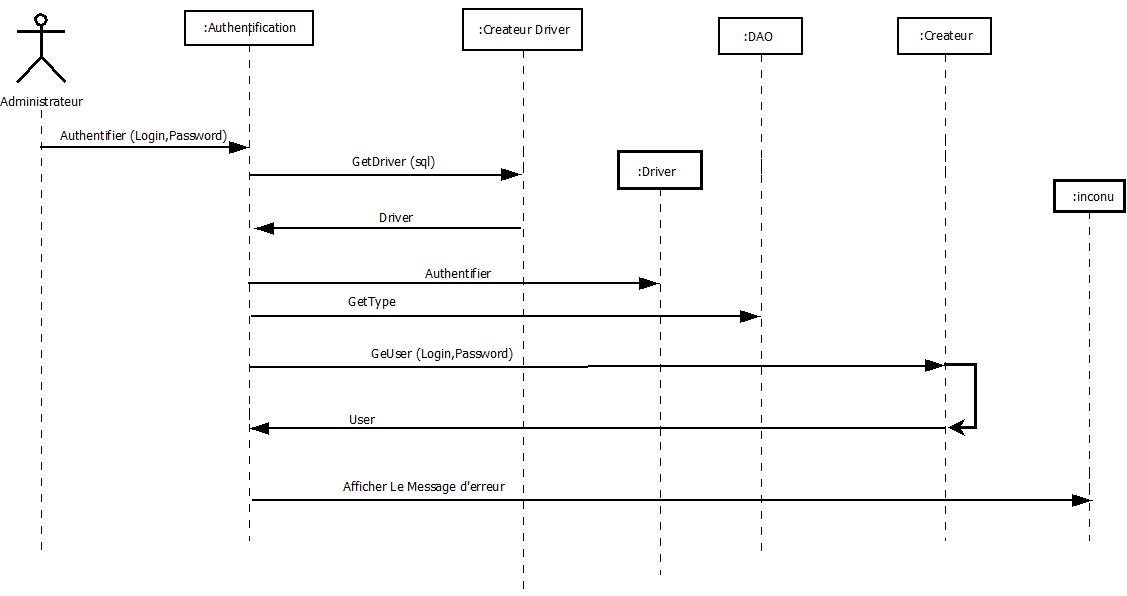 :Authentification
:Createur Driver
:DAO
:Createur
Administrateur
Authentifier (Login,Password)
GetDriver (sql)
:Driver
:inconu
Driver
Authentifier
GetType
GeUser (Login,Password)
User
Afficher Le Message d'erreur